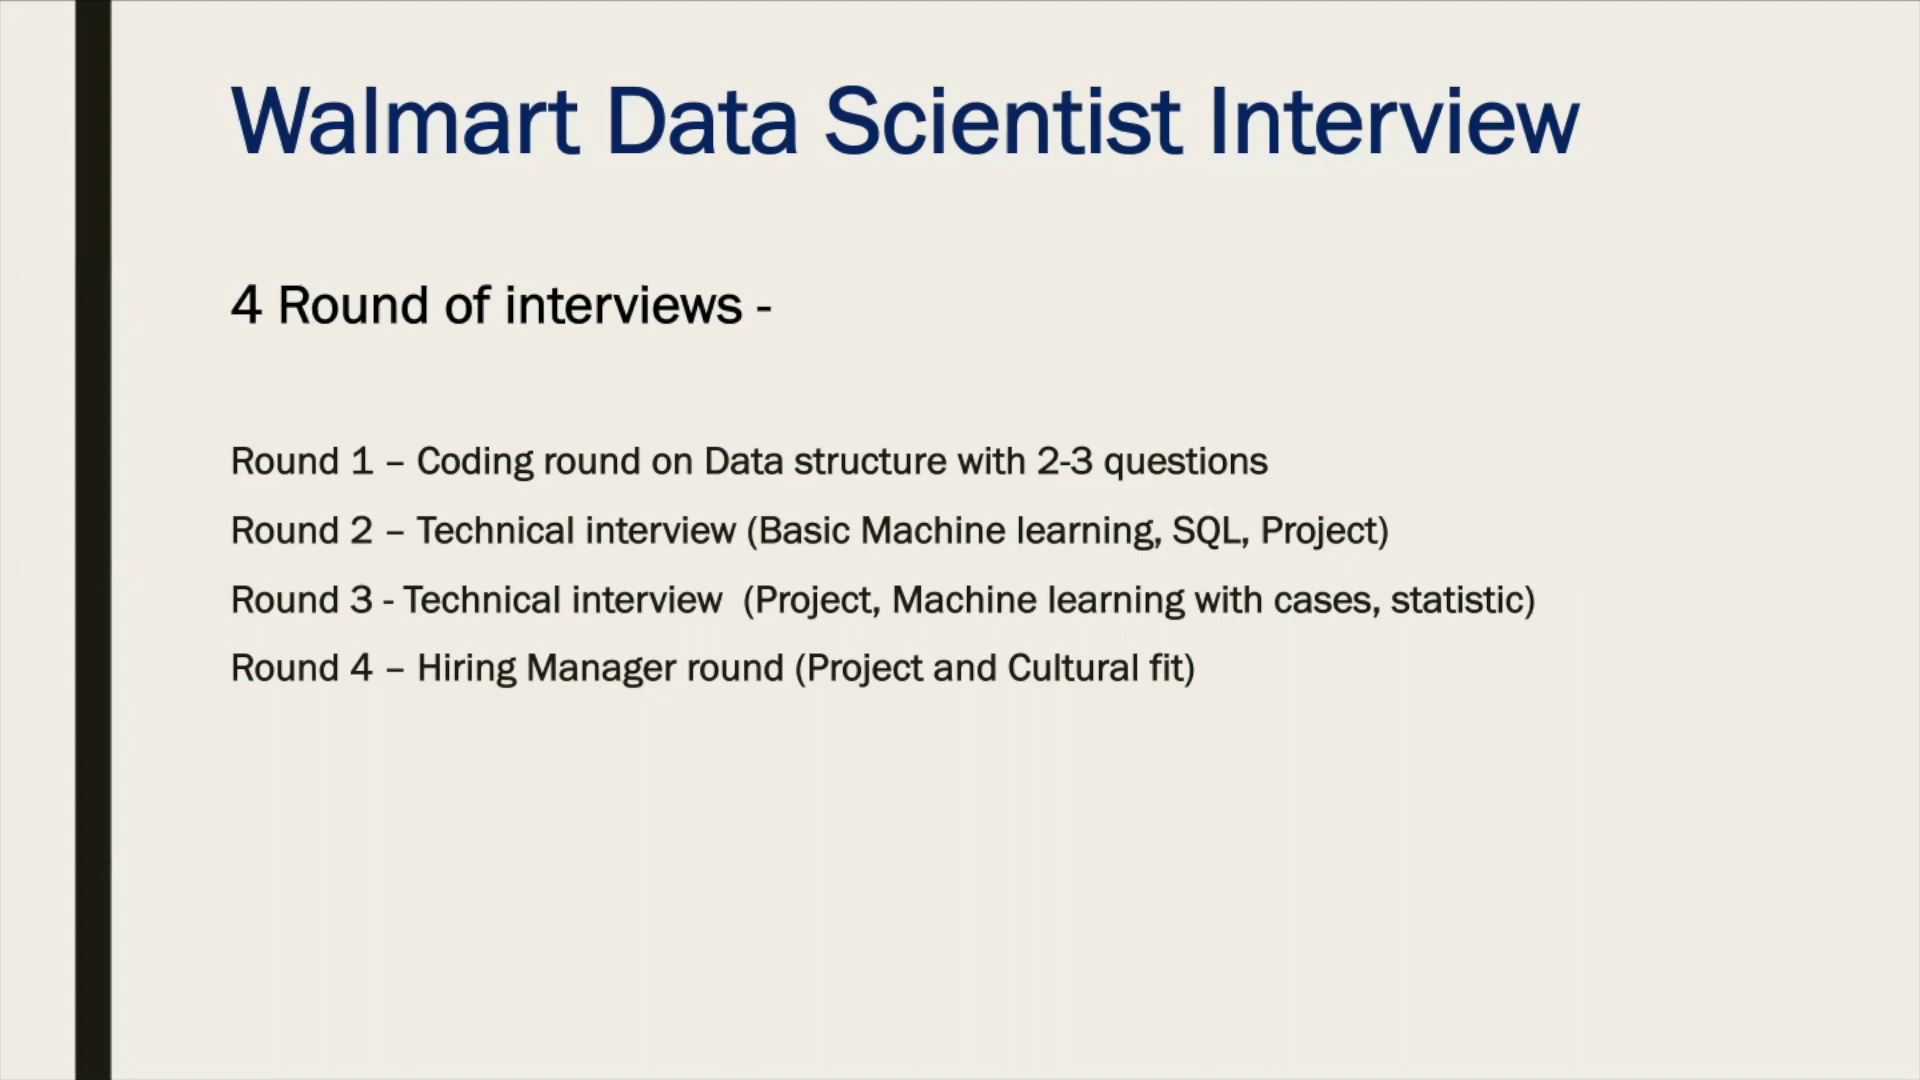 Walmart Data Scientist Interview
4 Round of interviews -
Round 1 – Coding round on Data structure with 2-3 questions
Round 2 – Technical interview (Basic Machine learning, SQL, Project)
Round 3 - Technical interview  (Project, Machine learning with cases, statistic)
Round 4 – Hiring Manager round (Project and Cultural fit)